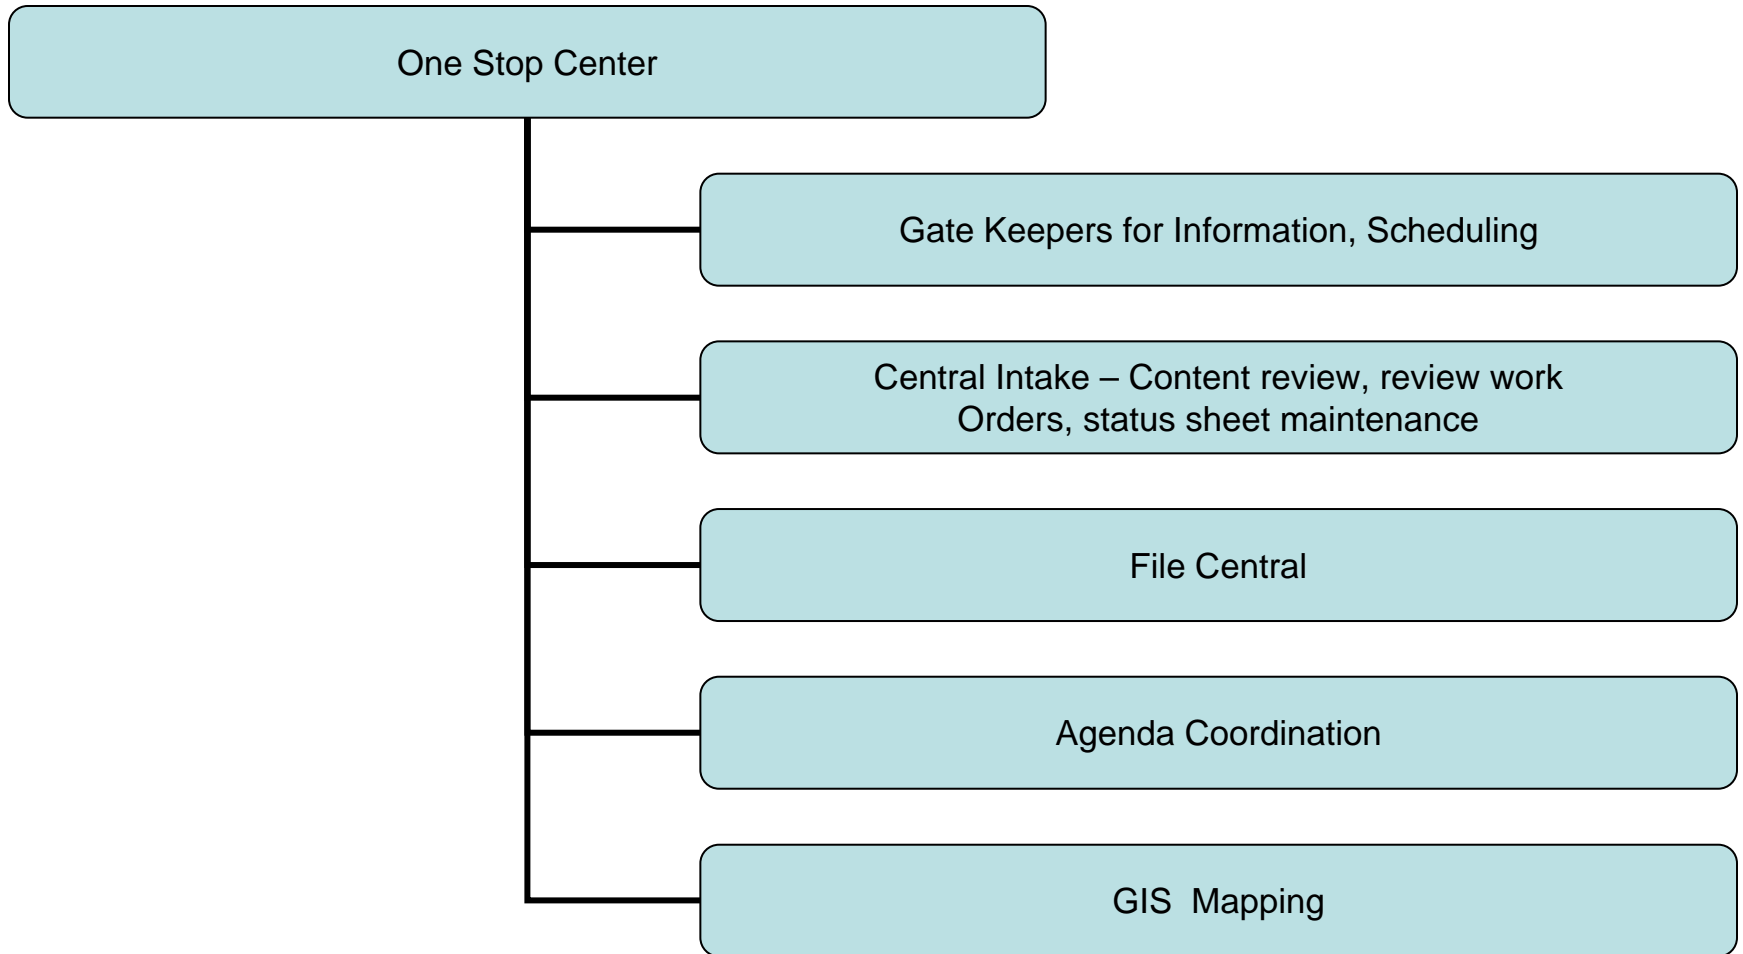 One Stop Center
Gate Keepers for Information, Scheduling
Central Intake – Content review, review work
Orders, status sheet maintenance
File Central
Agenda Coordination
GIS  Mapping